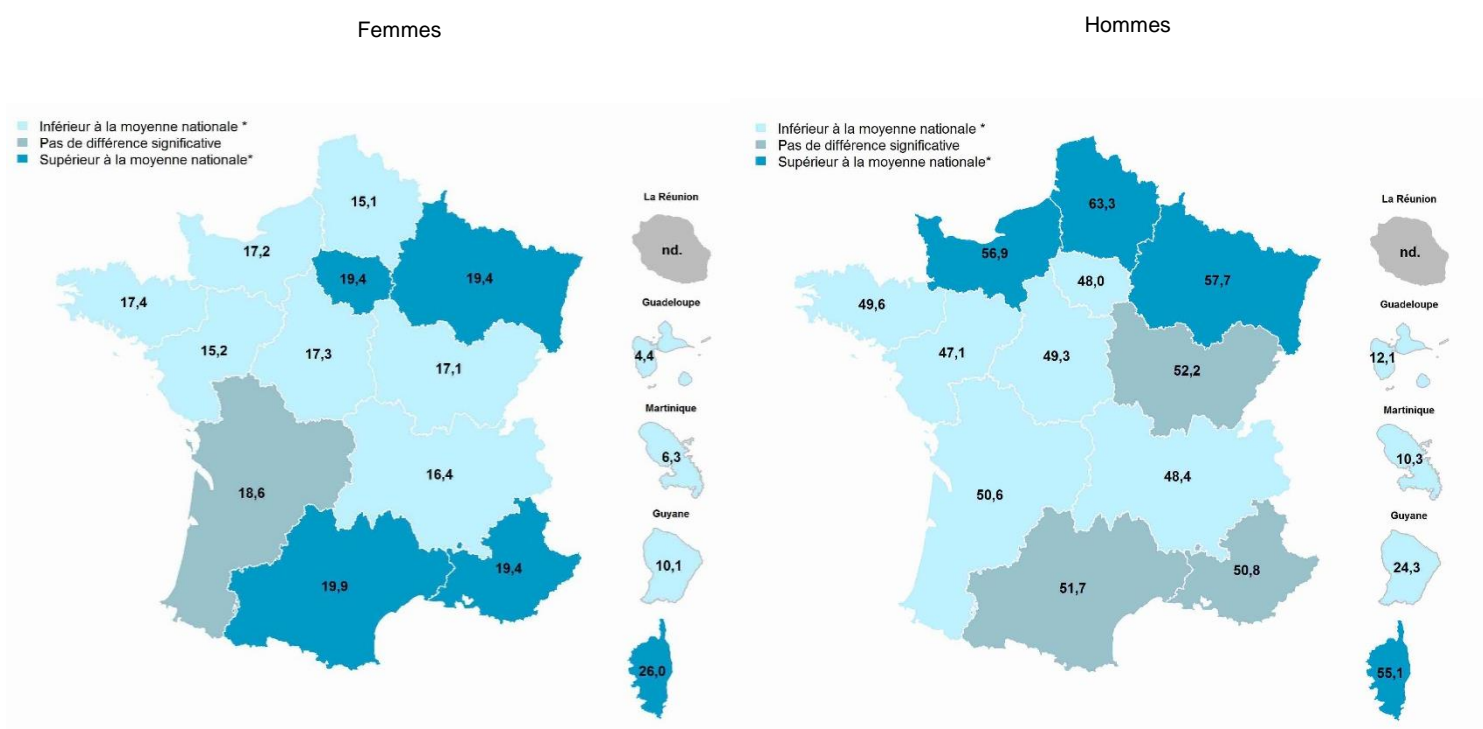 Femmes
Inférieur à la moyenne nationale *
Pas de différence significative
Supérieur à la moyenne nationale*
15,1
17,2
19,4
19,4
17,4
15,2
17,3
17,1
16,4
18,6
19,9
19,4
La Réunion
nd.
Guadeloupe
4,4
Martinique
6,3
Guyane
10,1
26,0
Hommes
Inférieur à la moyenne nationale *
Pas de différence significative
Supérieur à la moyenne nationale*
63,3
56,9
48,0
57,7
49,6
47,1
49,3
52,2
48,4
50,6
51,7
50,8
La Réunion
nd.
Guadeloupe
12,1
Martinique
10,3
Guyane
24,3
55,1